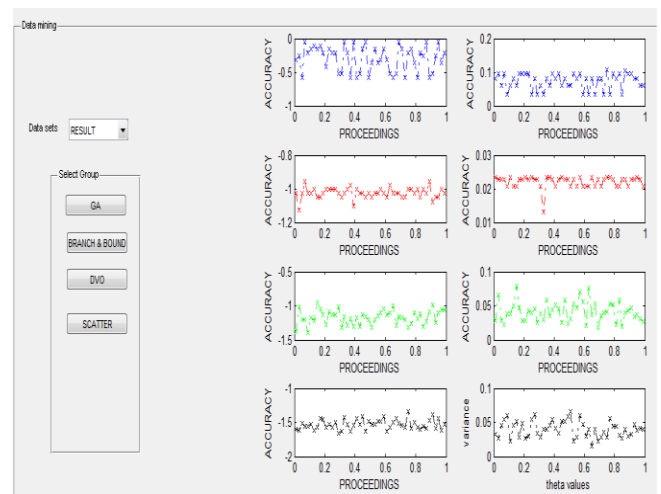 Data mining
Data sets
RESULT
Select Group
GA
BRANCH & BOUND
DVO
SCATTER
ACCURACY
0
-0.5
-1
0 0.2 0.4 0.6 0.8 1
PROCEEDINGS
ACCURACY
0.2
0.1
0
0 0.2 0.4 0.6 0.8 1
PROCEEDINGS
ACCURACY
-0.8
-1
-1.2
0 0.2 0.4 0.6 0.8 1
PROCEEDINGS
ACCURACY
0.03
0.02
0.01
0 0.2 0.4 0.6 0.8 1
PROCEEDINGS
ACCURACY
-0.5
-1
-1.5
0 0.2 0.4 0.6 0.8 1
PROCEEDINGS
ACCURACY
0.1
0.05
0
0 0.2 0.4 0.6 0.8 1
PROCEEDINGS
ACCURACY
-1
-1.5
-2
0 0.2 0.4 0.6 0.8 1
PROCEEDINGS
variance
0.1
0.05
0
0 0.2 0.4 0.6 0.8 1
theta values